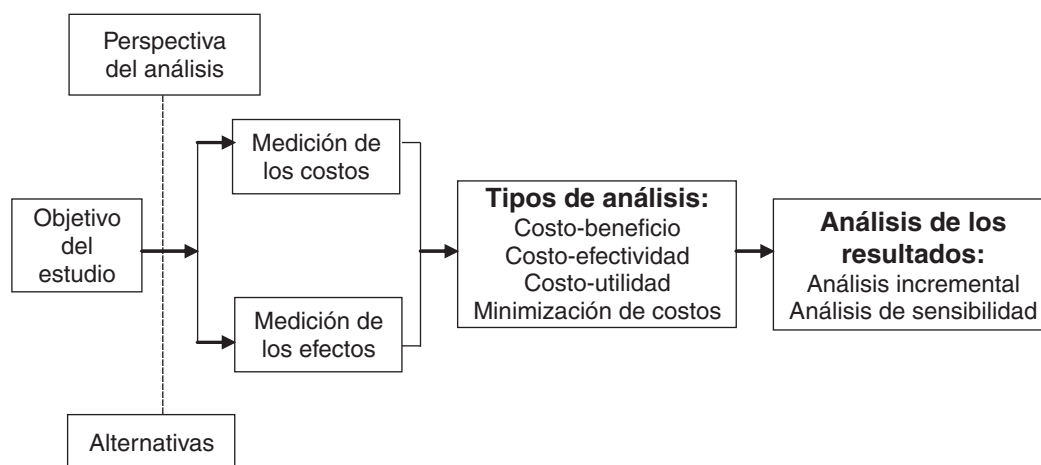 Perspectiva
del análisis
Objetivo
del
estudio
Medición de
los costos
Medición de
los efectos
Alternativas
Tipos de análisis:
Costo-beneficio
Costo-efectividad
Costo-utilidad
Minimización de costos
Análisis de los
resultados:
Análisis incremental
Análisis de sensibilidad